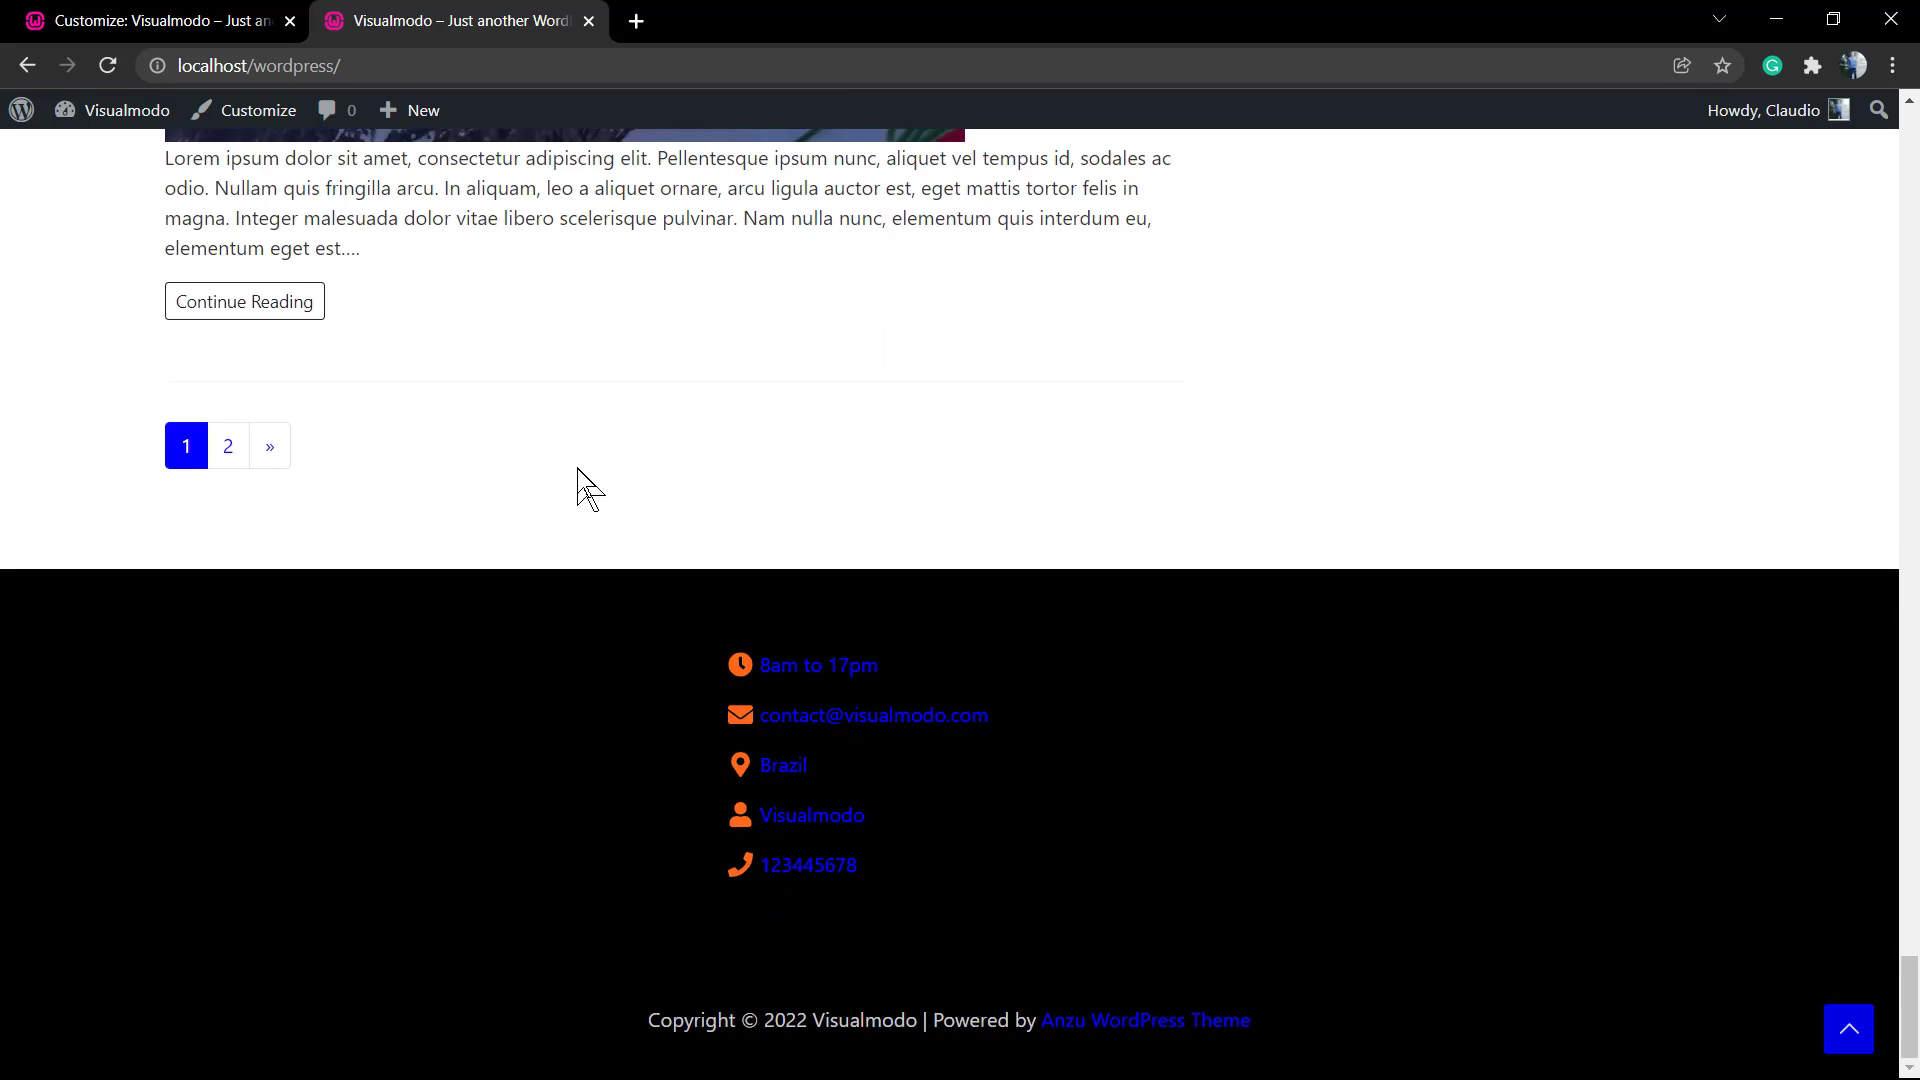 Customize: Visualmodo – Just an
Visualmodo – Just another Word
localhost/wordpress/
Visualmodo
Customize
0
New
Howdy, Claudio
Lorem ipsum dolor sit amet, consectetur adipiscing elit. Pellentesque ipsum nunc, aliquet vel tempus id, sodales ac
odio. Nullam quis fringilla arcu. In aliquam, leo a aliquet ornare, arcu ligula auctor est, eget mattis tortor felis in
magna. Integer malesuada dolor vitae libero scelerisque pulvinar. Nam nulla nunc, elementum quis interdum eu,
elementum eget est....
Continue Reading
1 2 »
8am to 17pm
contact@visualmodo.com
Brazil
Visualmodo
123445678
Copyright © 2022 Visualmodo | Powered by Anzu WordPress Theme